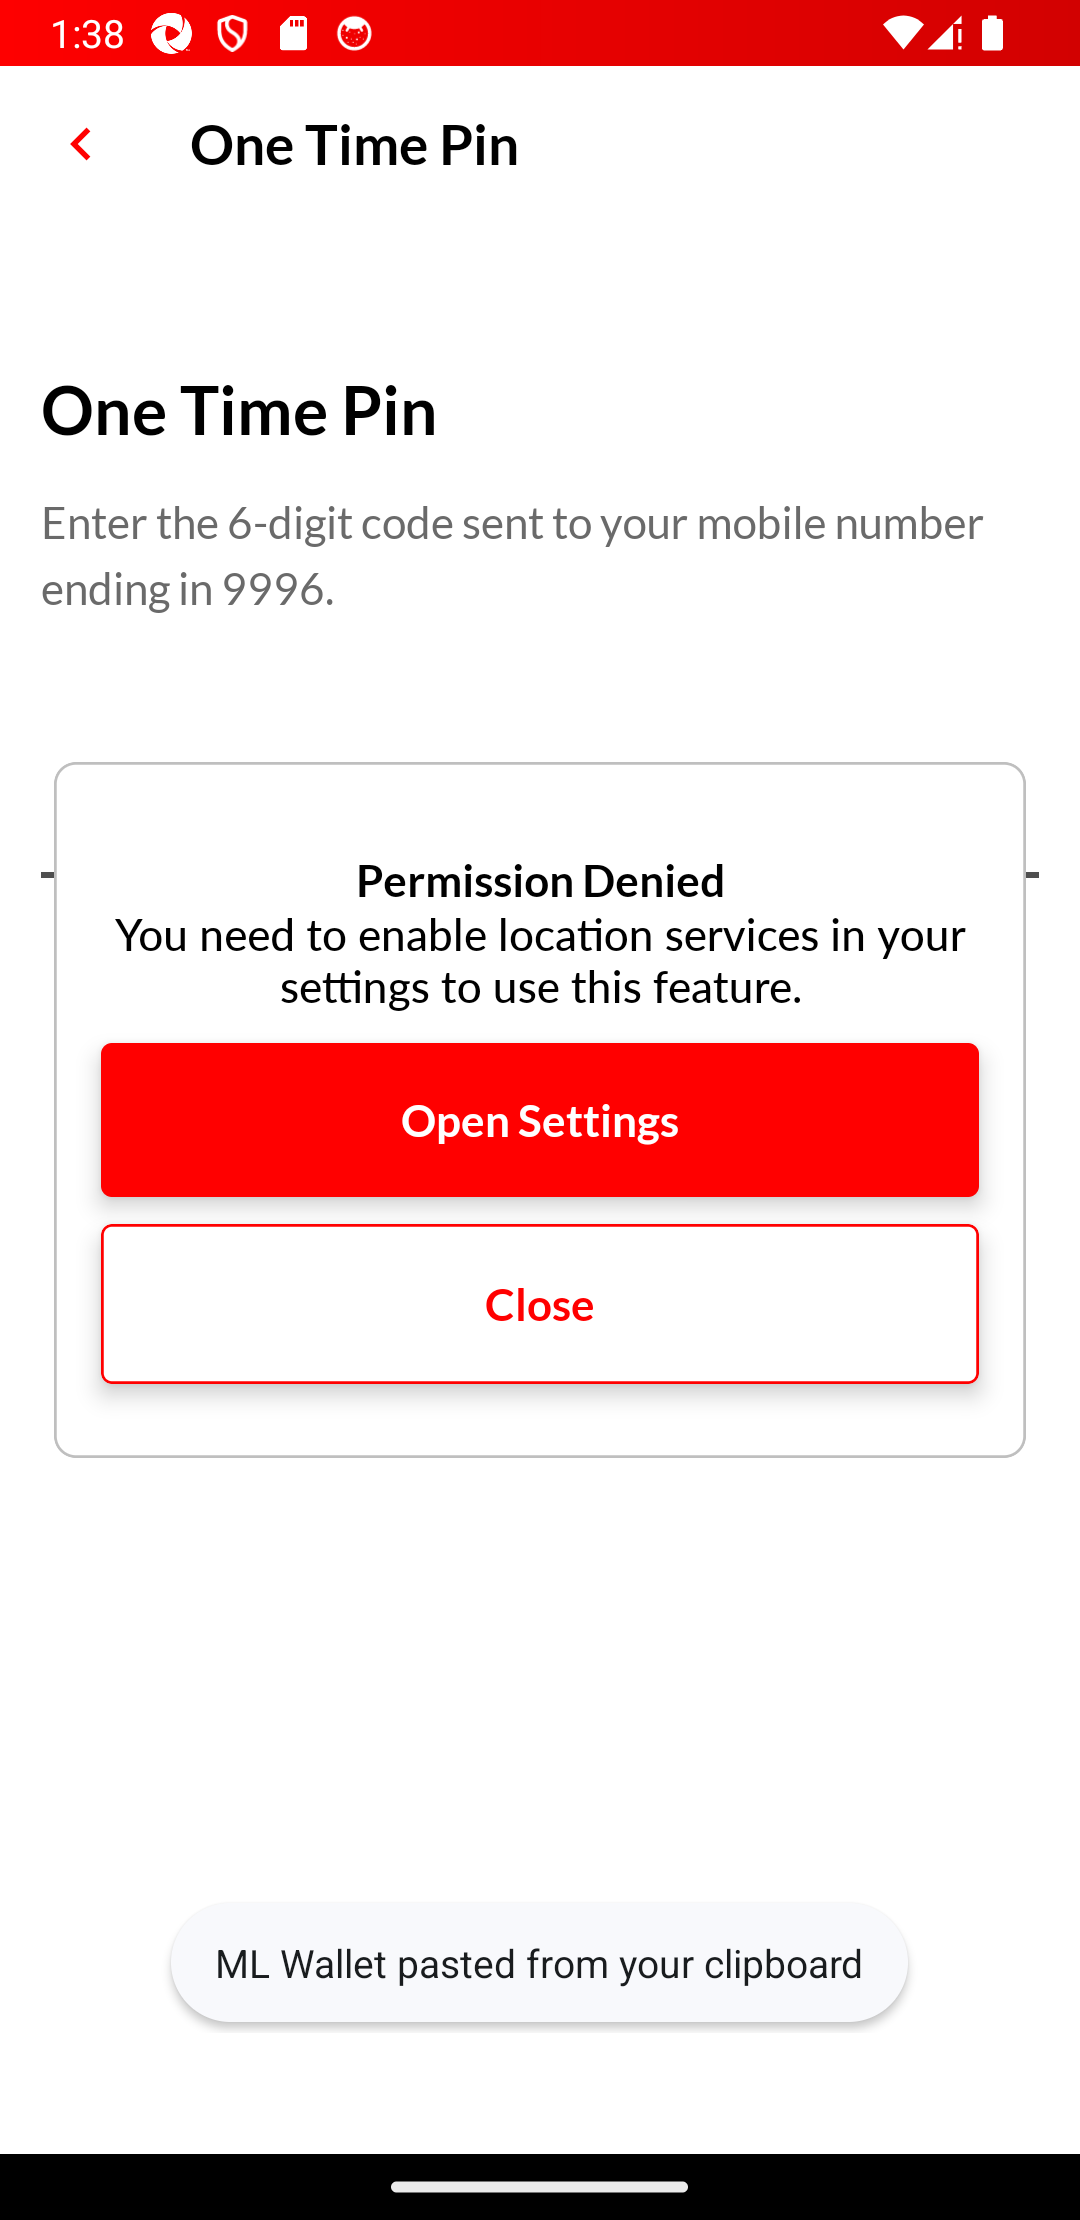 1:38
One Time Pin
One Time Pin
Enter the 6-digit code sent to your mobile number
ending in 9996.
Permission Denied
You need to enable location services in your
settings to use this feature.
Open Settings
Close
ML Wallet pasted from your clipboard